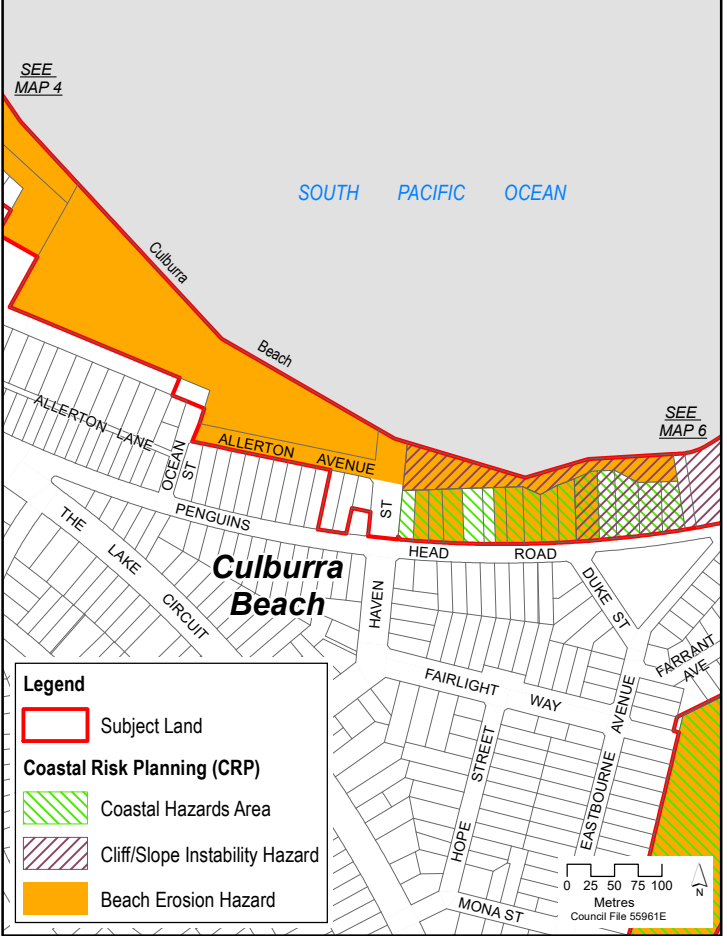 SEE
MAP 4
SOUTH PACIFIC OCEAN
Culburra
Beach
SEE
MAP 6
ALLERTON LANE
OCEAN
ST
ALLERTON AVENUE
ST
PENGUINS
HEAD ROAD
THE LAKE CIRCUIT
Culburra
Beach
HAVEN
DUKE ST
FARRANT
AVE
FAIRLIGHT WAY
HOPE STREET
EASTBOURNE AVENUE
MONA ST
Legend
Subject Land
Coastal Risk Planning (CRP)
Coastal Hazards Area
Cliff/Slope Instability Hazard
Beach Erosion Hazard
0 25 50 75 100
Metres
Council File 55961E
N